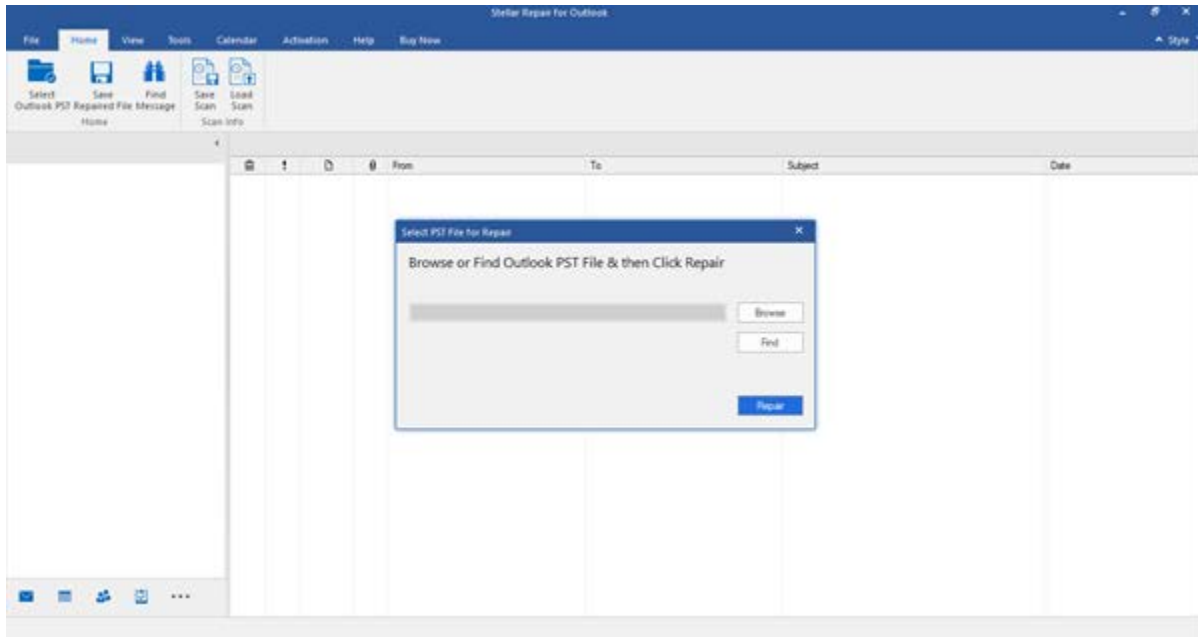 Stellar Repair for Outlook
File Home View Tools Calendar Activation Help Buy Now Style
Select Save Find Save Load
Outlook PST Repaired File Message Scan Scan
Home Scan Info
From To Subject Date
Select PST File for Repair
Browse or Find Outlook PST File & then Click Repair
Browse
Find
Repair